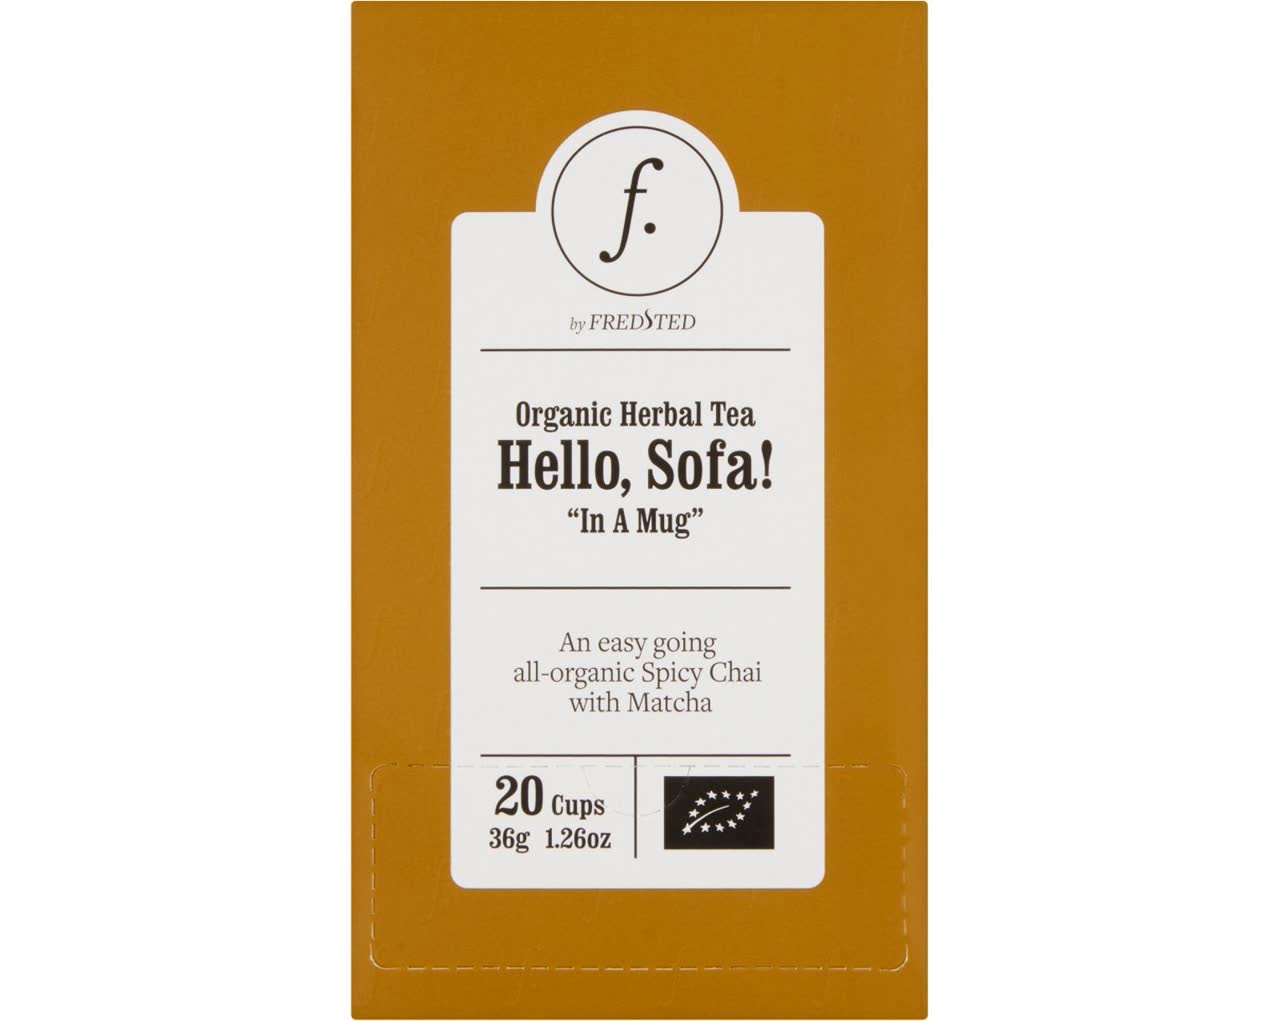 f.
by FREDSTED
Organic Herbal Tea
Hello, Sofa!
“In A Mug”
An easy going
all-organic Spicy Chai
with Matcha
20 Cups
36g 1.26oz